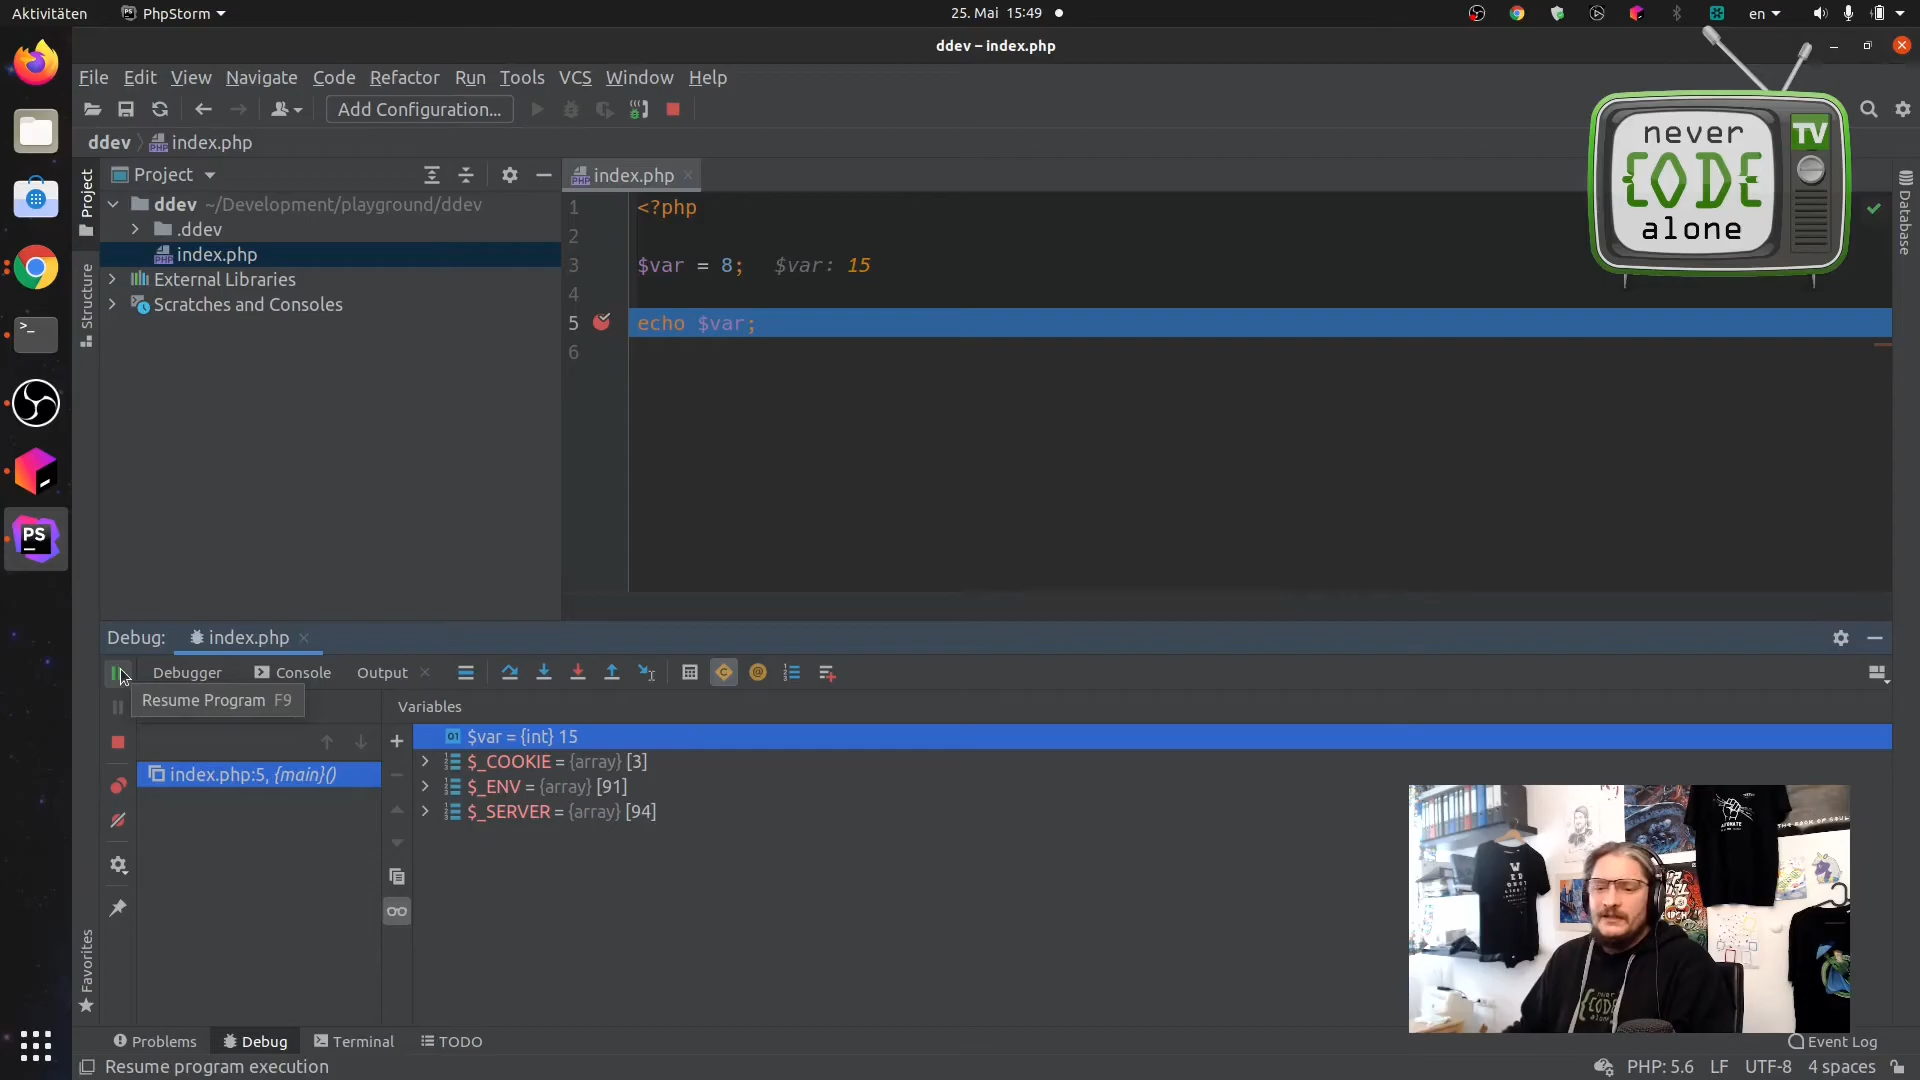 Aktivitäten
PhpStorm
25. Mai 15:49
en
ddev – index.php
File Edit View Navigate Code Refactor Run Tools VCS Window Help
Add Configuration...
ddev index.php
Project
index.php
ddev ~/Development/playground/ddev
.ddev
index.php
External Libraries
Scratches and Consoles
Project
Structure
Favorites
Database
1 <?php
2
3 $var = 8; $var: 15
4
5 echo $var;
6
never
CODE
alone
TV
Debug: index.php
Debugger Console Output
Resume Program F9
Variables
index.php:5, {main}()
$var = {int} 15
$_COOKIE = {array} [3]
$_ENV = {array} [91]
$_SERVER = {array} [94]
Problems Debug Terminal TODO
Event Log
Resume program execution
PHP: 5.6 LF UTF-8 4 spaces
PS